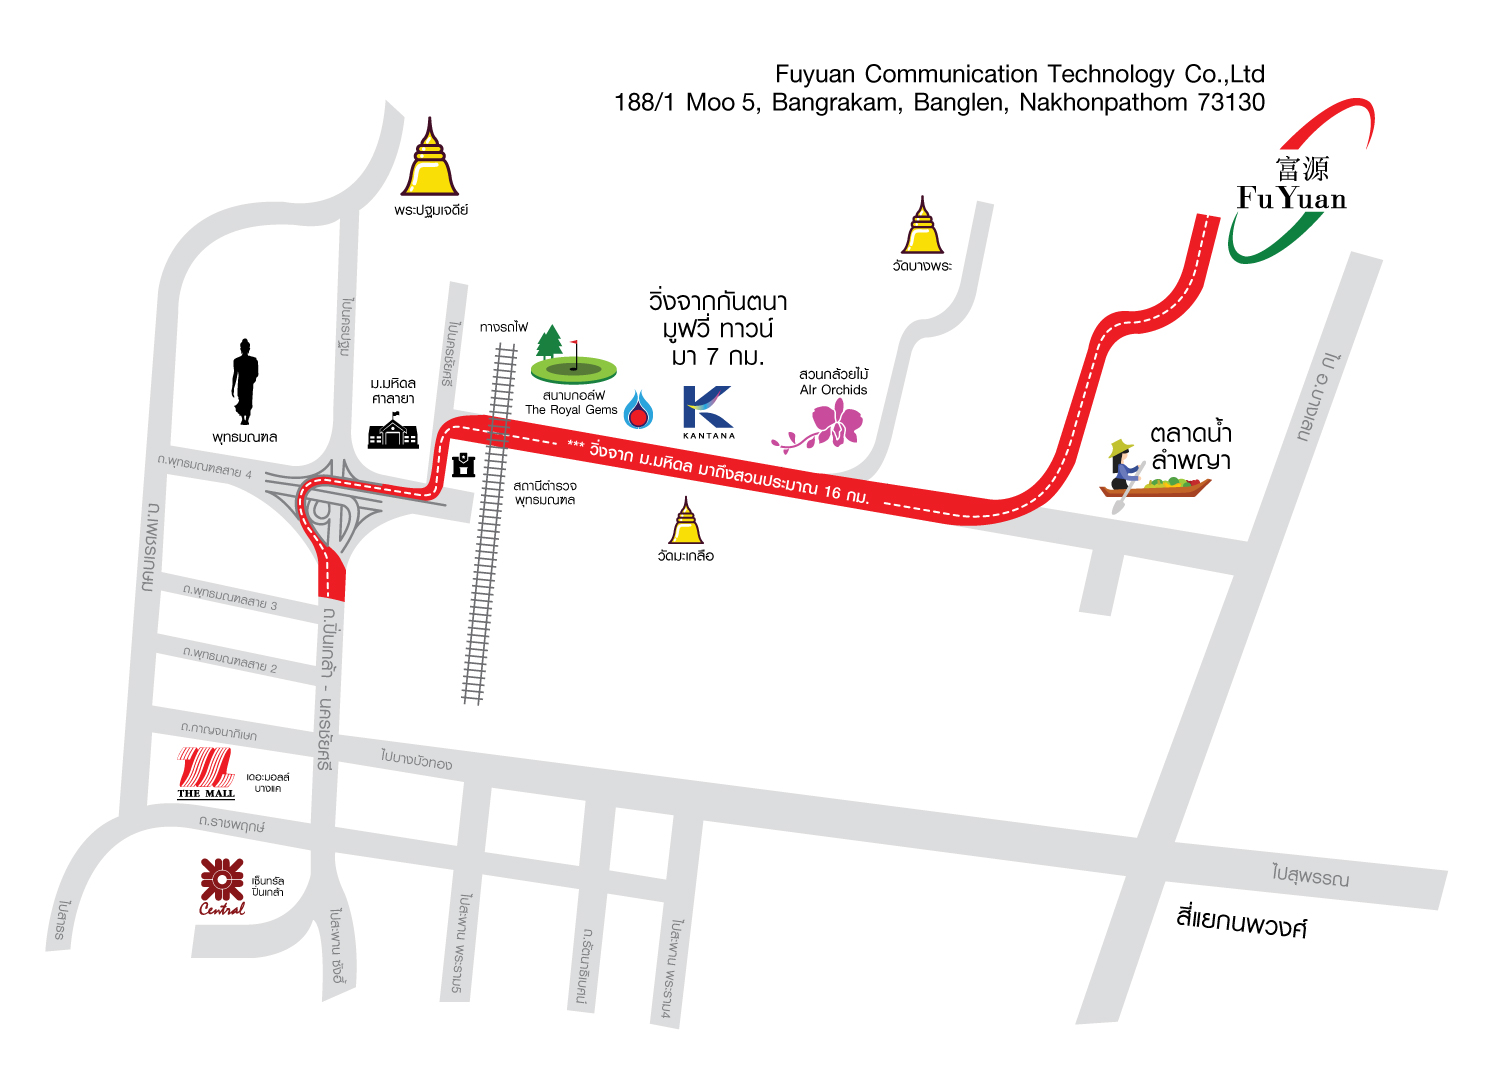 Fuyuan Communication Technology Co.,Ltd
188/1 Moo 5, Bangrakam, Banglen, Nakhonpathom 73130
富源
FuYuan
พระปฐมเจดีย์
วัดบางพระ
วิ่งจากกันตนา
มูฟวี่ ทาวน์
มา 7 กม.
ไปนครปฐม
ไปนครชัยศรี
ทางรถไฟ
สนามกอล์ฟ
The Royal Gems
KANTANA
สวนกล้วยไม้
AIr Orchids
ม.มหิดล
ศาลายา
พุทธมณฑล
ไป อ.บางเลน
ตลาดน้ำ
ลำพญา
*** วิ่งจาก ม.มหิดล มาถึงสวนประมาณ 16 กม.
ถ.พุทธมณฑลสาย 4
สถานีตำรวจ
พุทธมณฑล
วัดมะเกลือ
ถ.เพชรเกษม
ถ.พุทธมณฑลสาย 3
ถ.พุทธมณฑลสาย 2
ถ.ปิ่นเกล้า - นครชัยศรี
ถ.กาญจนาภิเษก
ไปบางบัวทอง
THE MALL
เดอะมอลล์
บางแค
ถ.ราชพฤกษ์
Central
เซ็นทรัล
ปิ่นเกล้า
ไปสาธร
ไปสะพาน ซังฮี้
ไปสะพาน พระราม5
ถ.รัตนาธิเบศน์
ไปสะพาน พระราม4
ไปสุพรรณ
สี่แยกนพวงศ์